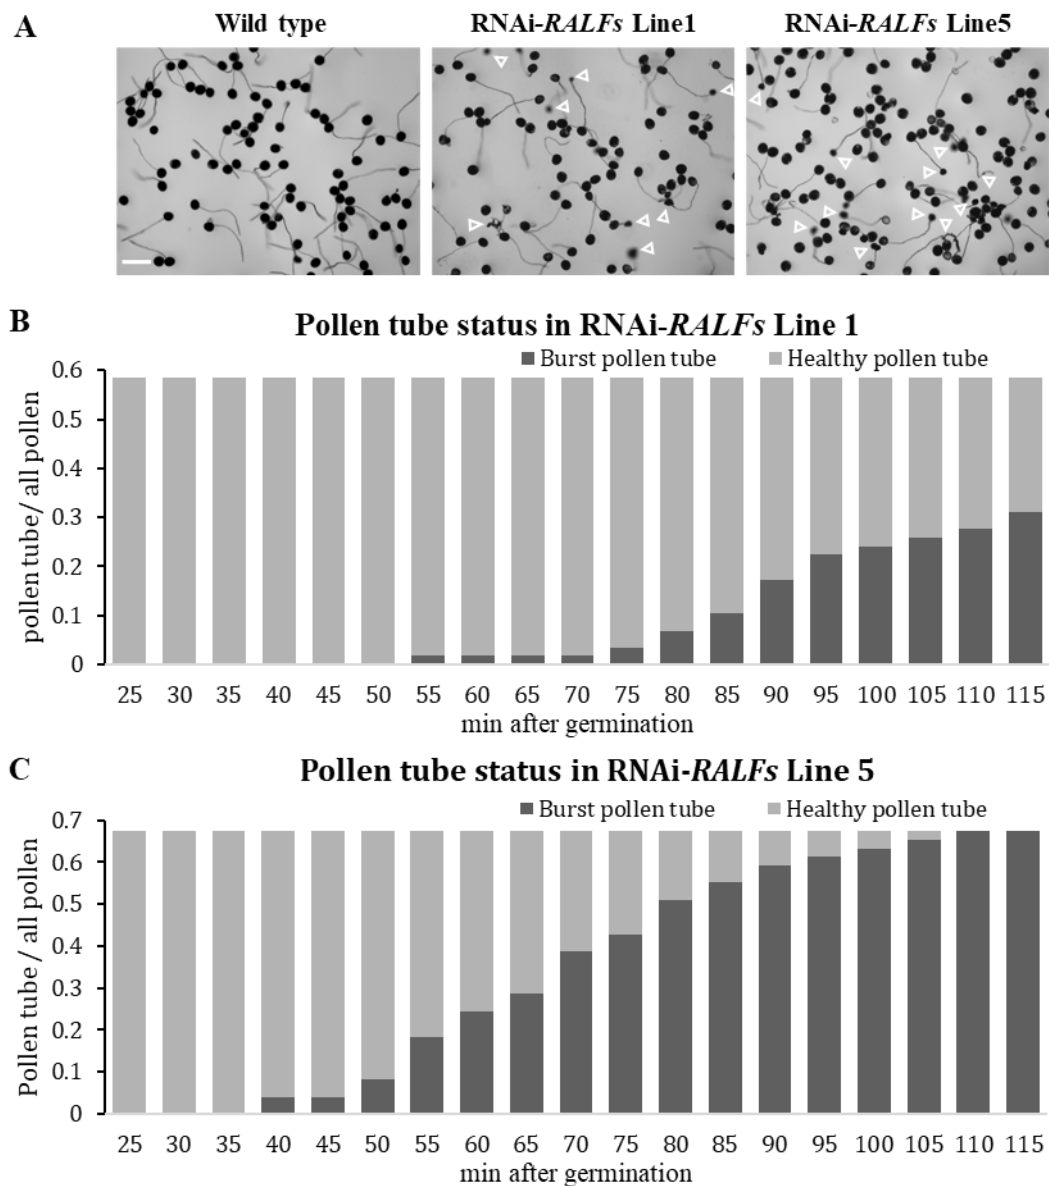 A
Wild type
RNAi-RALFs Line1
RNAi-RALFs Line5
B
Pollen tube status in RNAi-RALFs Line 1
Burst pollen tube
Healthy pollen tube
pollen tube/ all pollen
0.6
0.5
0.4
0.3
0.2
0.1
0
25 30 35 40 45 50 55 60 65 70 75 80 85 90 95 100 105 110 115
min after germination
C
Pollen tube status in RNAi-RALFs Line 5
Burst pollen tube
Healthy pollen tube
Pollen tube / all pollen
0.7
0.6
0.5
0.4
0.3
0.2
0.1
0
25 30 35 40 45 50 55 60 65 70 75 80 85 90 95 100 105 110 115
min after germination